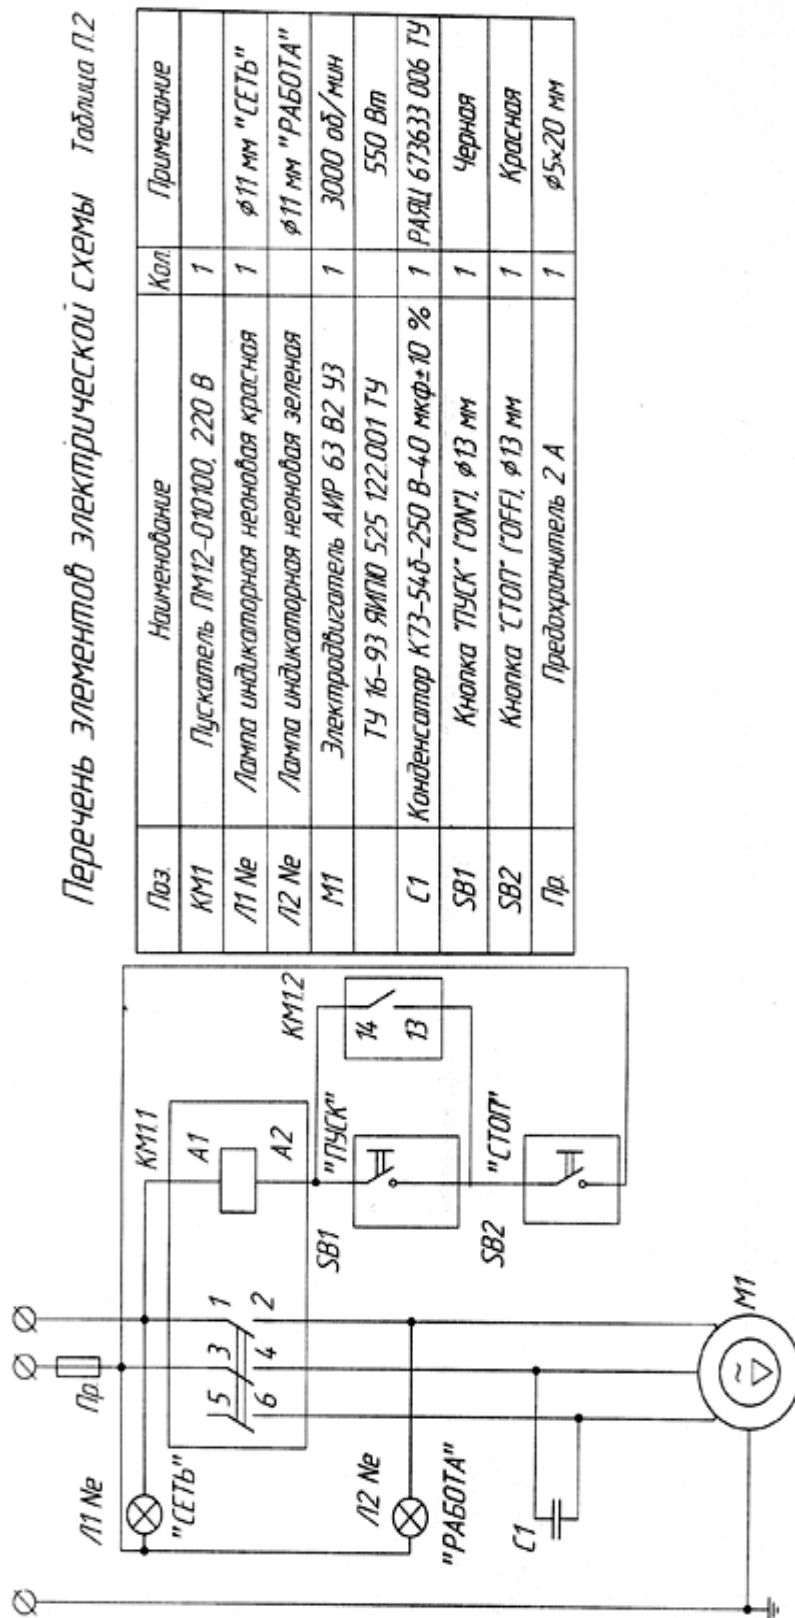 Перечень элементов электрической схемы Таблица П.2
Поз. Наименование Кол. Примечание
КМ1 Пускатель ПМ12-010100, 220 В 1
Л1 Ne Лампа индикаторная неоновая красная 1 ⌀11 мм "СЕТЬ"
Л2 Ne Лампа индикаторная неоновая зеленая ⌀11 мм "РАБОТА"
М1 Электродвигатель АИР 63 В2 У3 1 3000 об/мин
ТУ 16-93 ЯИПЮ 525 122.001 ТУ 550 Вт
С1 Конденсатор К73-54б-250 В-40 мкф±10 % 1 РАЯЦ 673633 006 ТУ
SB1 Кнопка "ПУСК" ("ON"), ⌀13 мм 1 Черная
SB2 Кнопка "СТОП" ("OFF), ⌀13 мм 1 Красная
Пр. Предохранитель 2 А 1 ⌀5х20 мм
Л1 Ne
"СЕТЬ"
Пр.
КМ1.1
А1
А2
5 3 1
6 4 2
КМ1.2
14
13
"ПУСК"
SB1
"СТОП"
SB2
Л2 Ne
"РАБОТА"
С1
М1
~